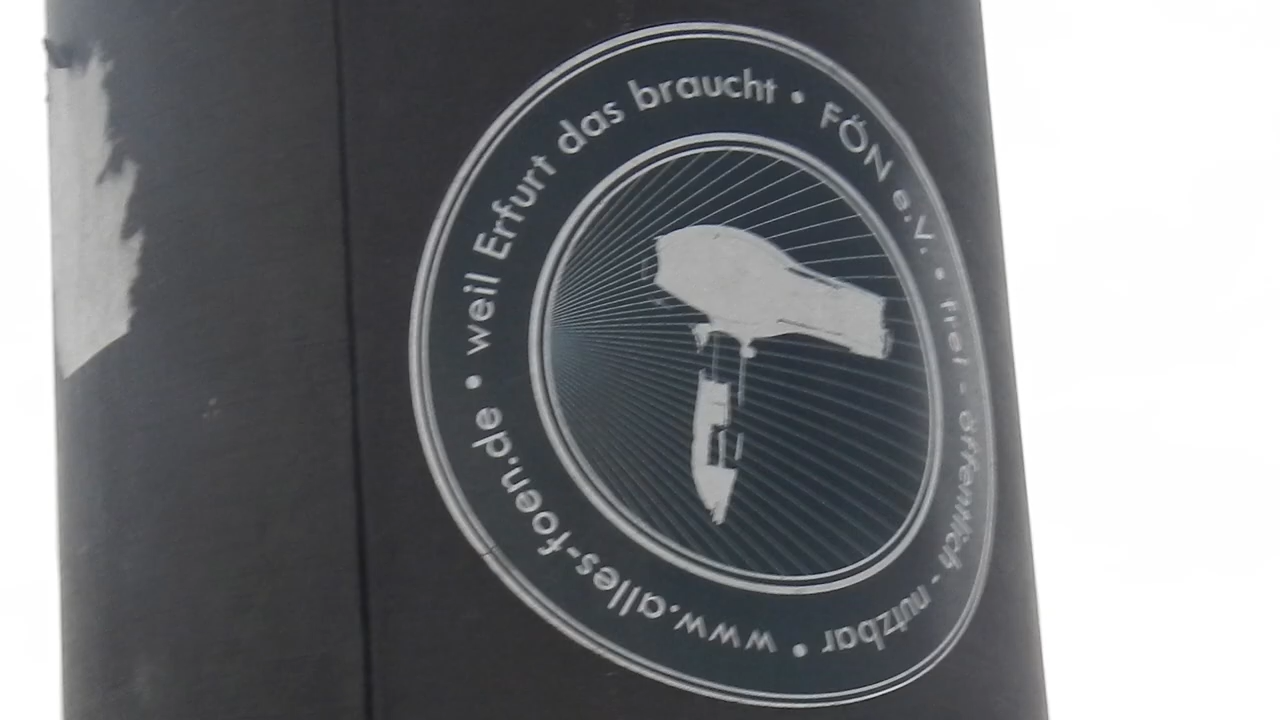 FÖN e.V. • frei - öffentlich - nutzbar • www.alles-foen.de • weil Erfurt das braucht •